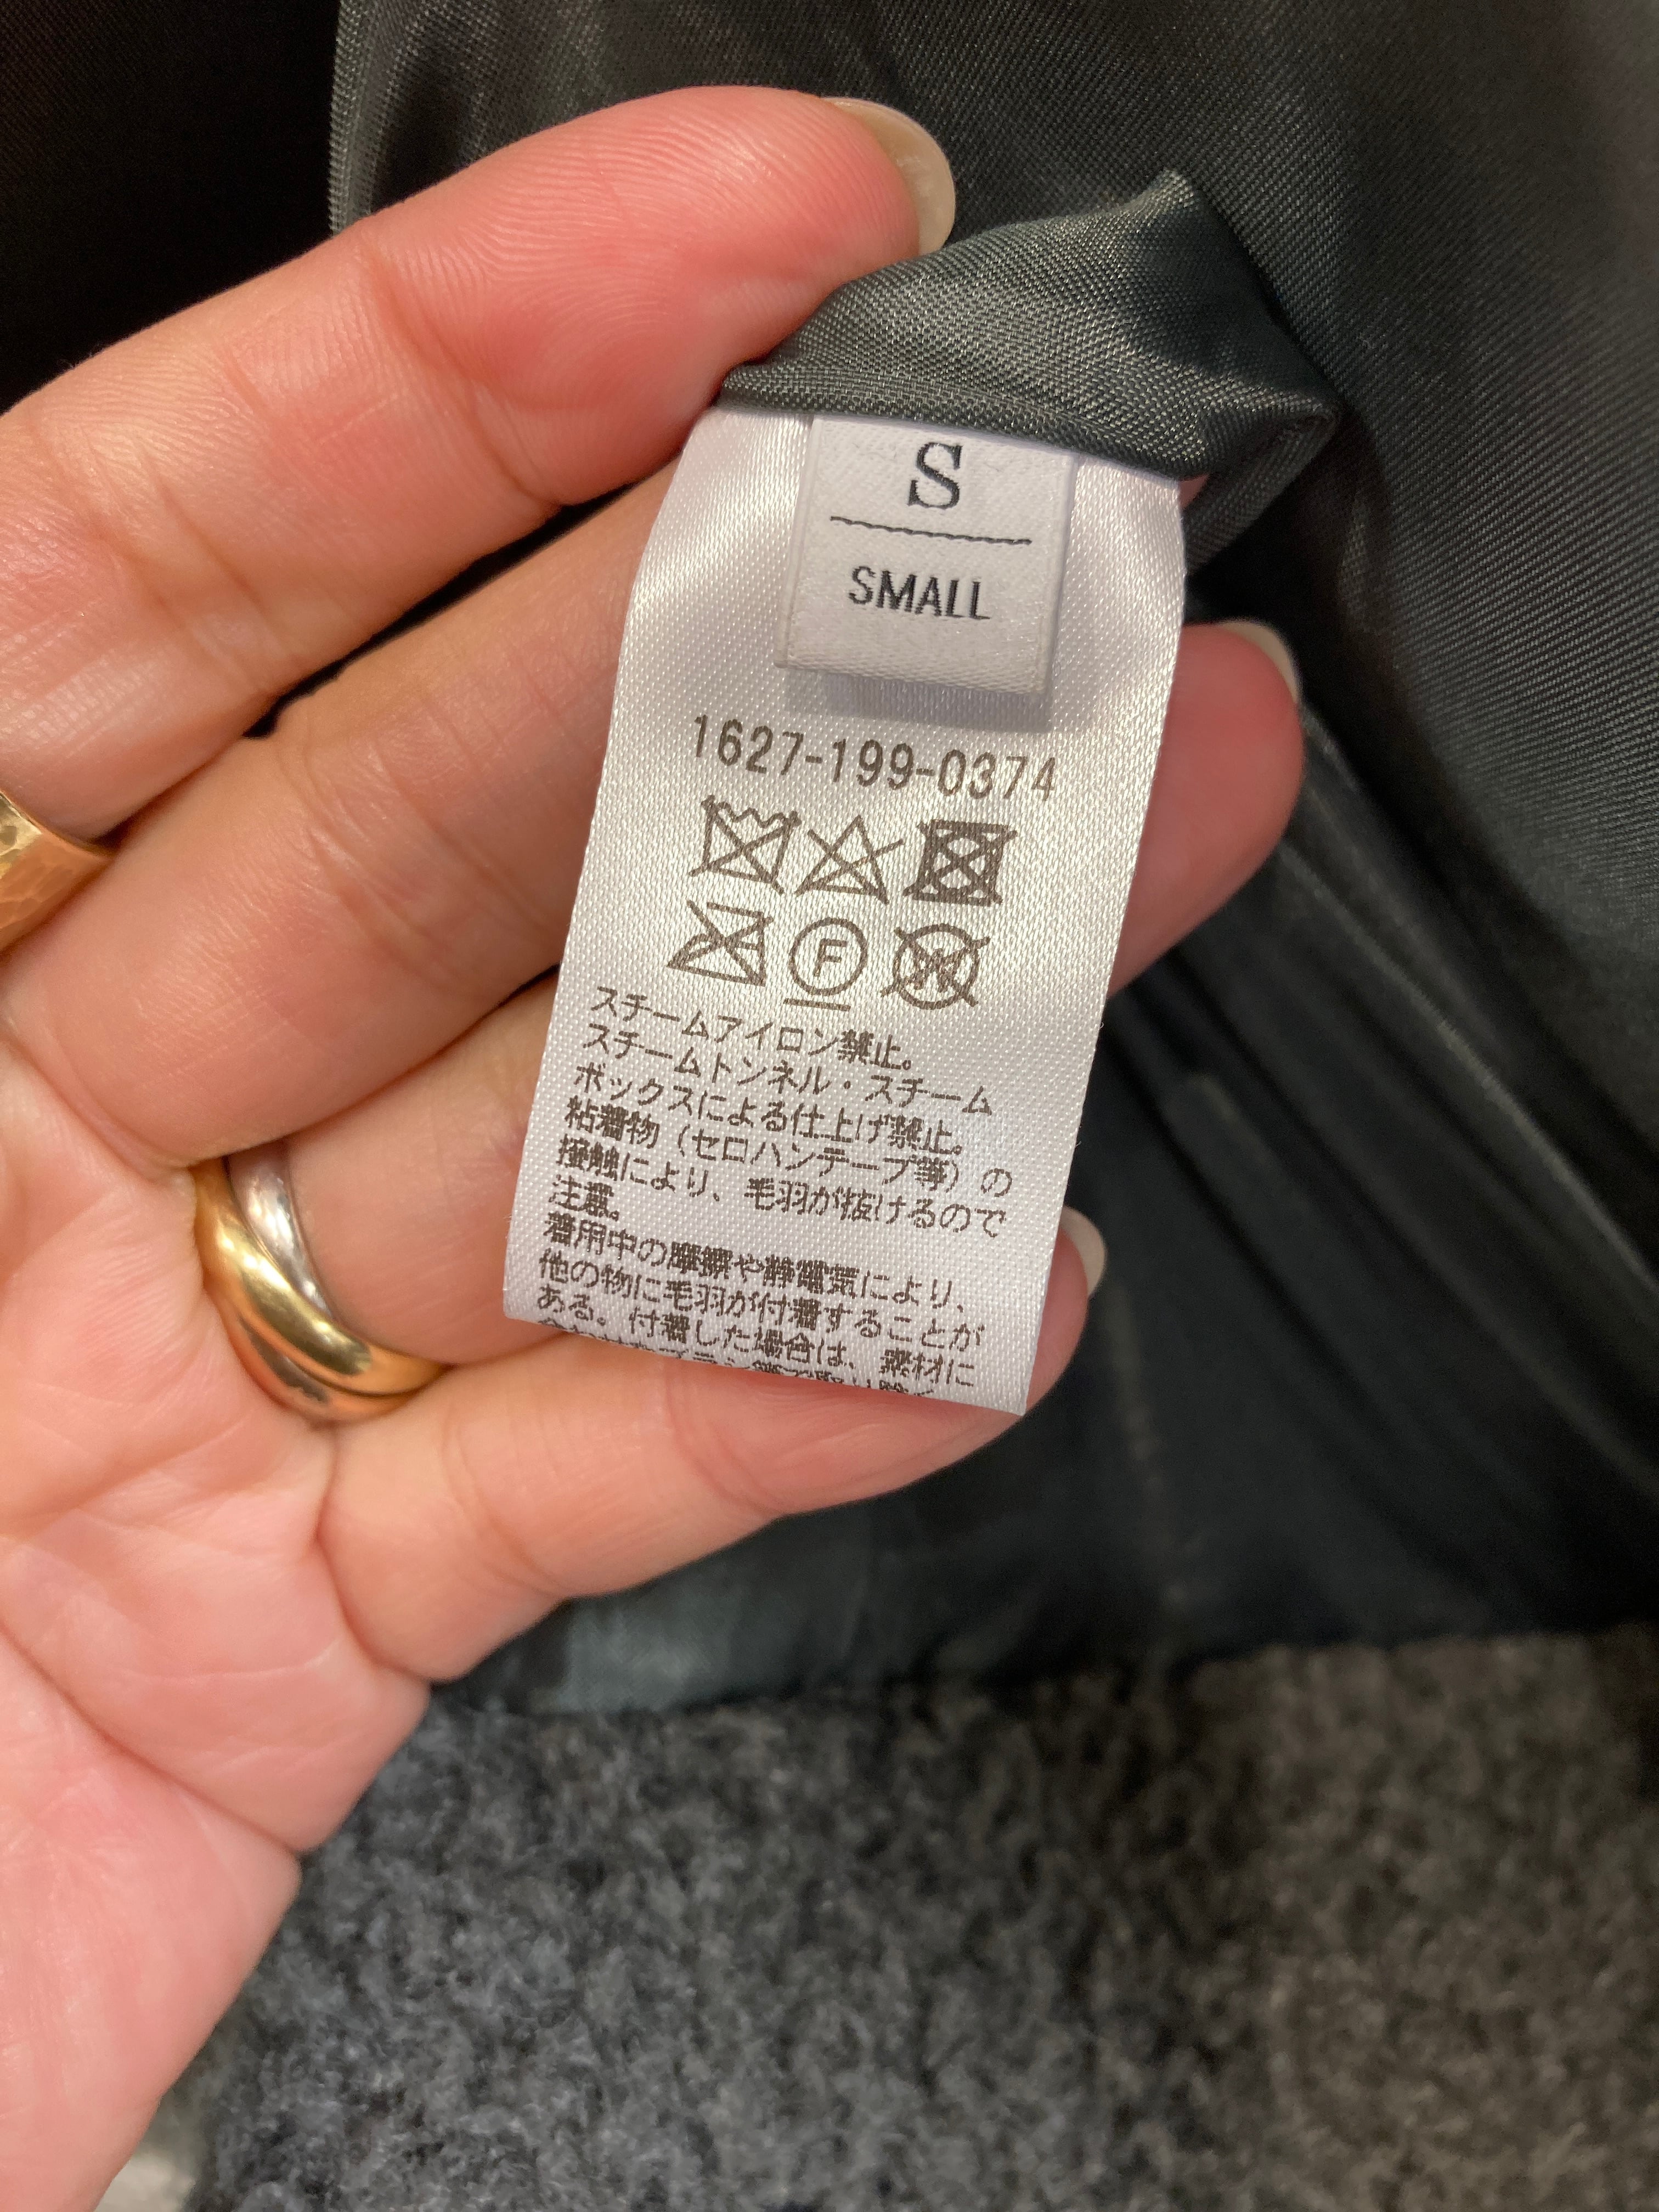 S
SMALL
1627-199-0374
F
W
スチームアイロン禁止。
スチームトンネル・スチーム
ボックスによる仕上げ禁止。
粘着物（セロハンテープ等）の
接触により、毛羽が抜けるので
注意。
着用中の摩擦や静電気により、
他の物に毛羽が付着することが
ある。付着した場合は、素材に